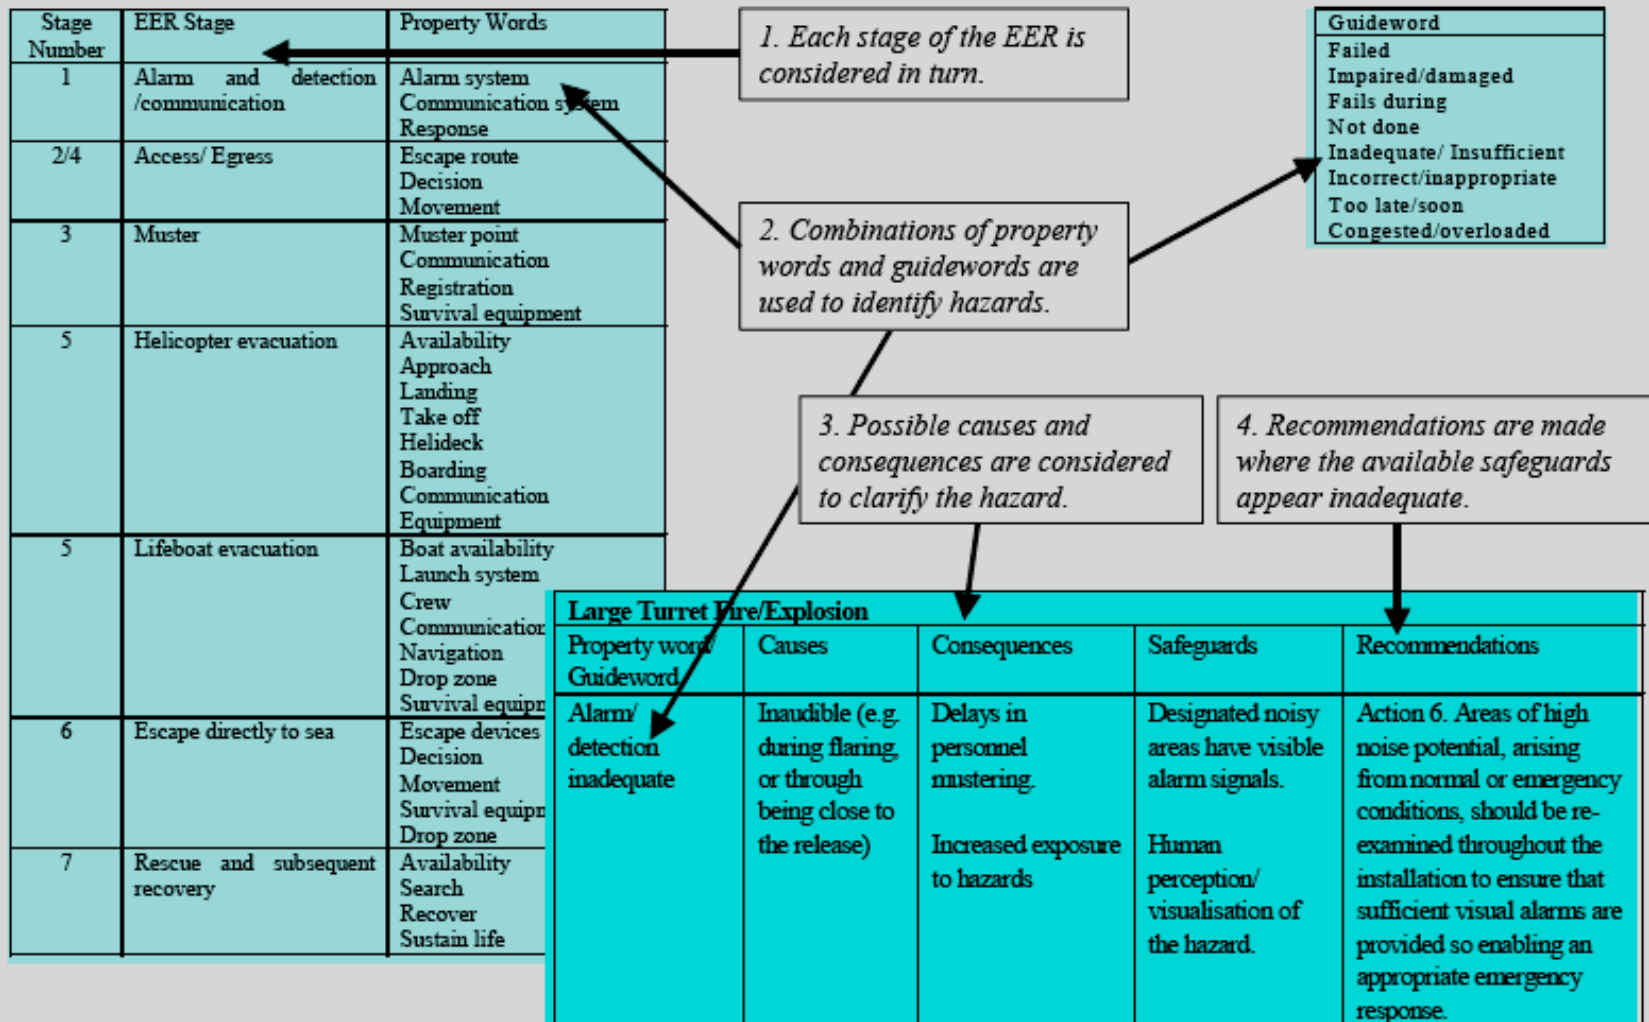 Stage Number
EER Stage
Property Words
1
Alarm and detection
/communication
Alarm system
Communication system
Response
2/4
Access/ Egress
Escape route
Decision
Movement
3
Muster
Muster point
Communication
Registration
Survival equipment
5
Helicopter evacuation
Availability
Approach
Landing
Take off
Helideck
Boarding
Communication
Equipment
5
Lifeboat evacuation
Boat availability
Launch system
Crew
Communication
Navigation
Drop zone
Survival equipm
6
Escape directly to sea
Escape devices
Decision
Movement
Survival equipm
Drop zone
7
Rescue and subsequent
recovery
Availability
Search
Recover
Sustain life
1. Each stage of the EER is
considered in turn.
2. Combinations of property
words and guidewords are
used to identify hazards.
Guideword
Failed
Impaired/damaged
Fails during
Not done
Inadequate/ Insufficient
Incorrect/inappropriate
Too late/soon
Congested/overloaded
3. Possible causes and
consequences are considered
to clarify the hazard.
4. Recommendations are made
where the available safeguards
appear inadequate.
Large Turret Fire/Explosion
Property word/
Guideword
Causes
Consequences
Safeguards
Recommendations
Alarm/
detection
inadequate
Inaudible (e.g.
during flaring,
or through
being close to
the release)
Delays in
personnel
mustering.
Increased exposure
to hazards
Designated noisy
areas have visible
alarm signals.
Human
perception/
visualisation of
the hazard.
Action 6. Areas of high
noise potential, arising
from normal or emergency
conditions, should be re-
examined throughout the
installation to ensure that
sufficient visual alarms are
provided so enabling an
appropriate emergency
response.